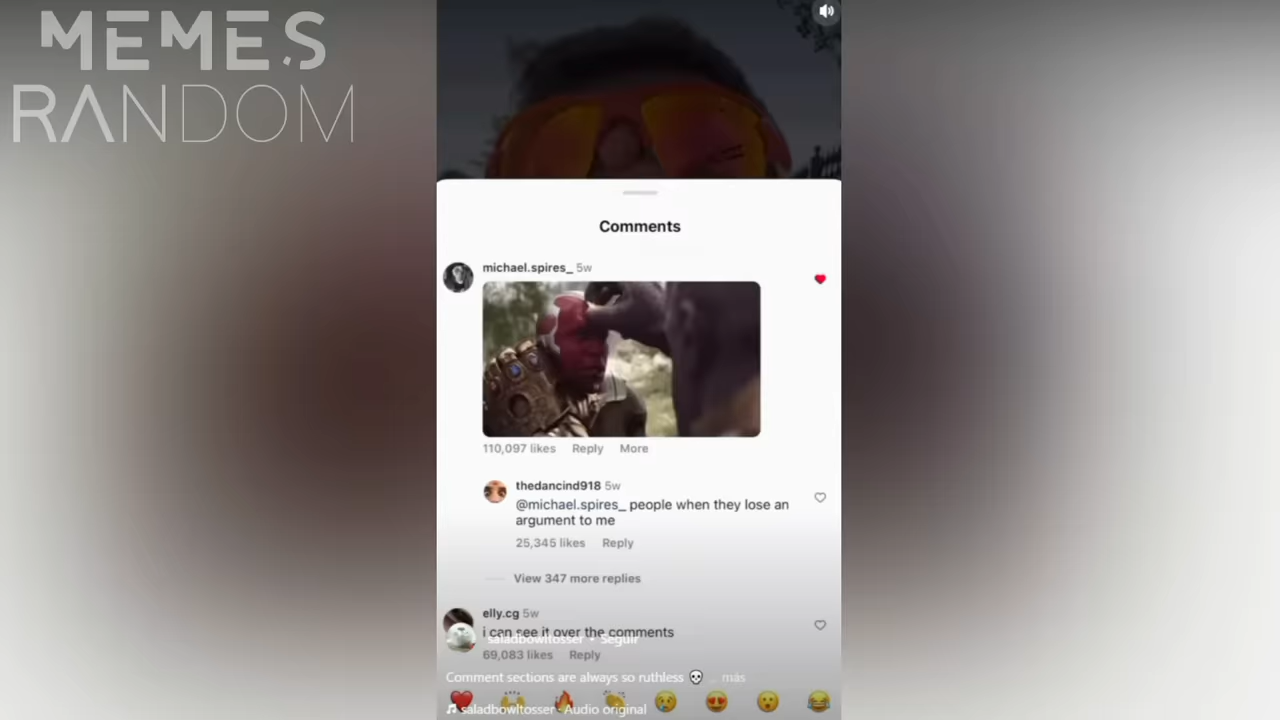 MEMES
RANDOM
Comments
michael.spires_ 5w
110,097 likes Reply More
thedancind918 5w
@michael.spires_ people when they lose an
argument to me
25,345 likes Reply
View 347 more replies
elly.cg 5w
i can see it over the comments
saladbowltosser • Seguir
69,083 likes Reply
Comment sections are always so ruthless 💀 ... más
saladbowltosser · Audio original